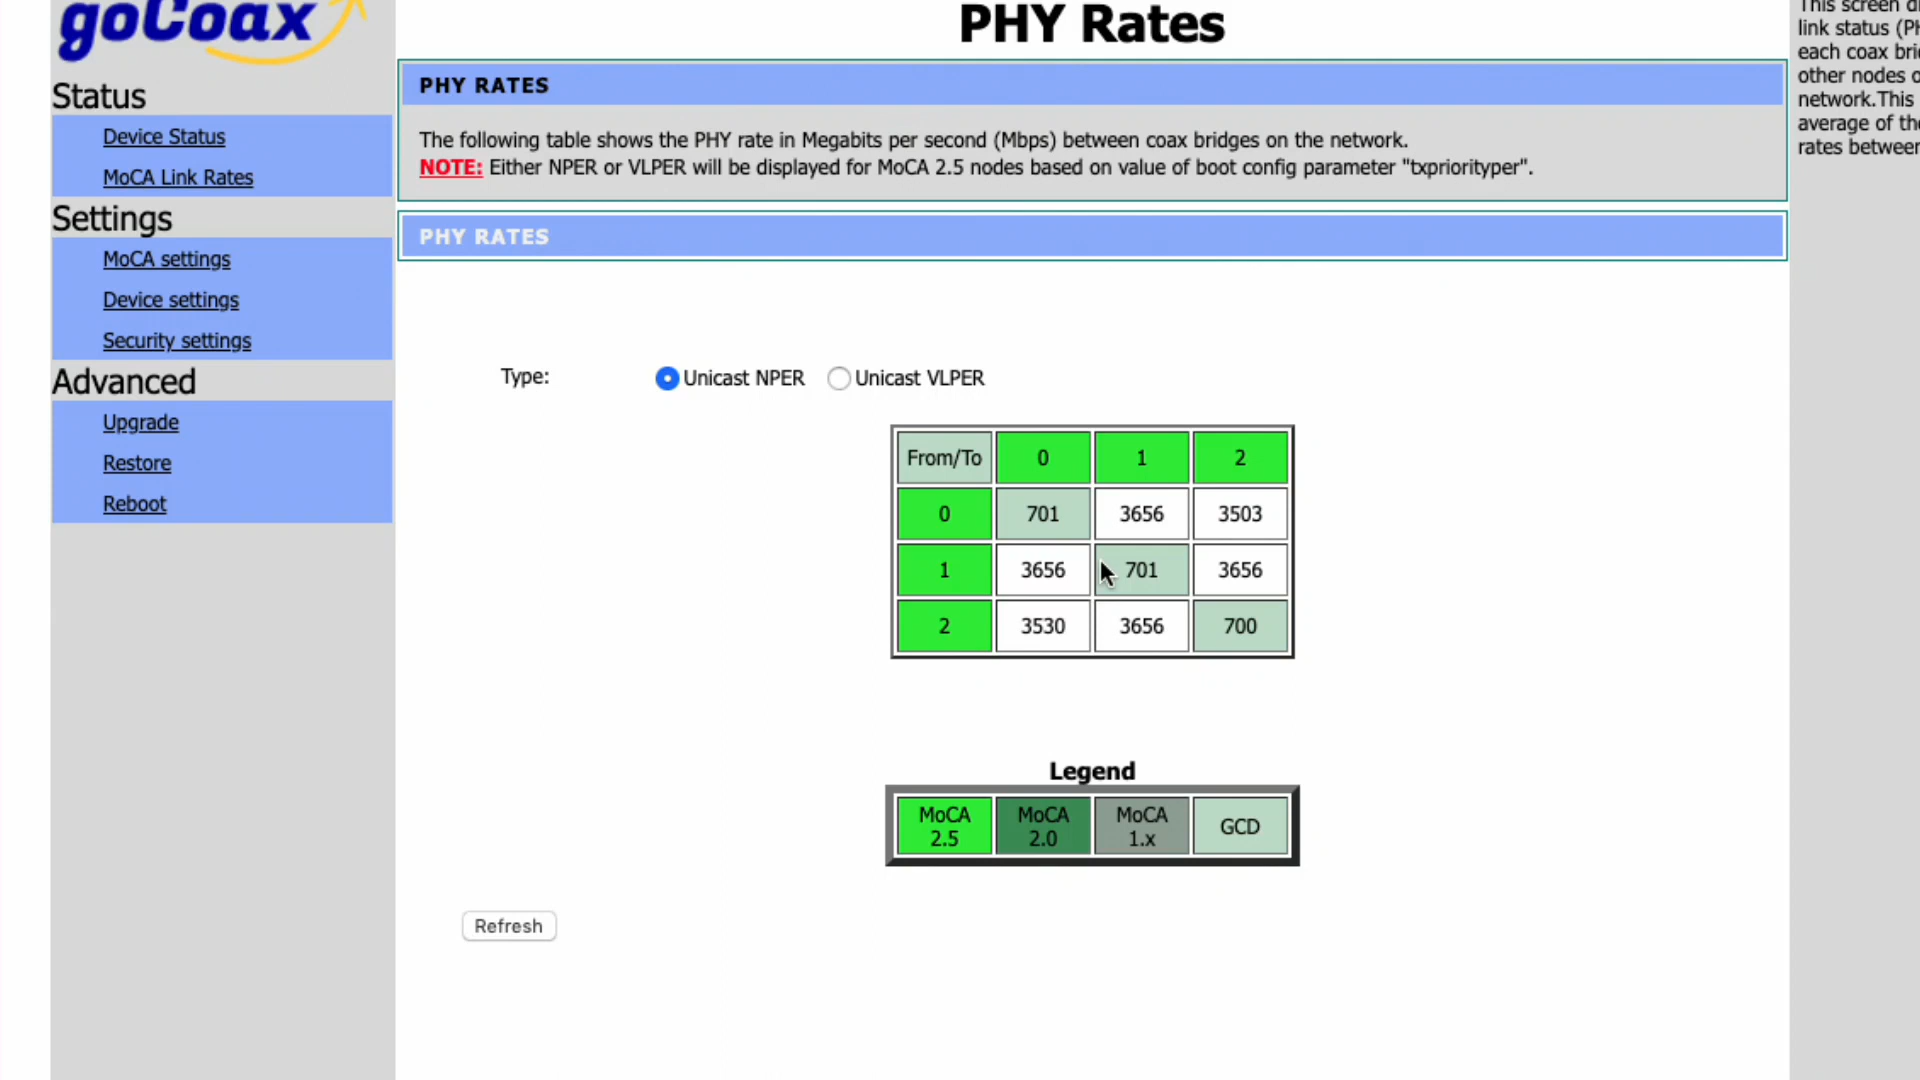 goCoax
Status
Device Status
MoCA Link Rates
Settings
MoCA settings
Device settings
Security settings
Advanced
Upgrade
Restore
Reboot
PHY Rates
PHY RATES
The following table shows the PHY rate in Megabits per second (Mbps) between coax bridges on the network.
NOTE: Either NPER or VLPER will be displayed for MoCA 2.5 nodes based on value of boot config parameter "txpriorityper".
PHY RATES
Type: Unicast NPER Unicast VLPER
From/To 0 1 2
0 701 3656 3503
1 3656 701 3656
2 3530 3656 700
Legend
MoCA 2.5 MoCA 2.0 MoCA 1.x GCD
Refresh
This screen
link status
each coax
other nodes
network.This
average of
rates between